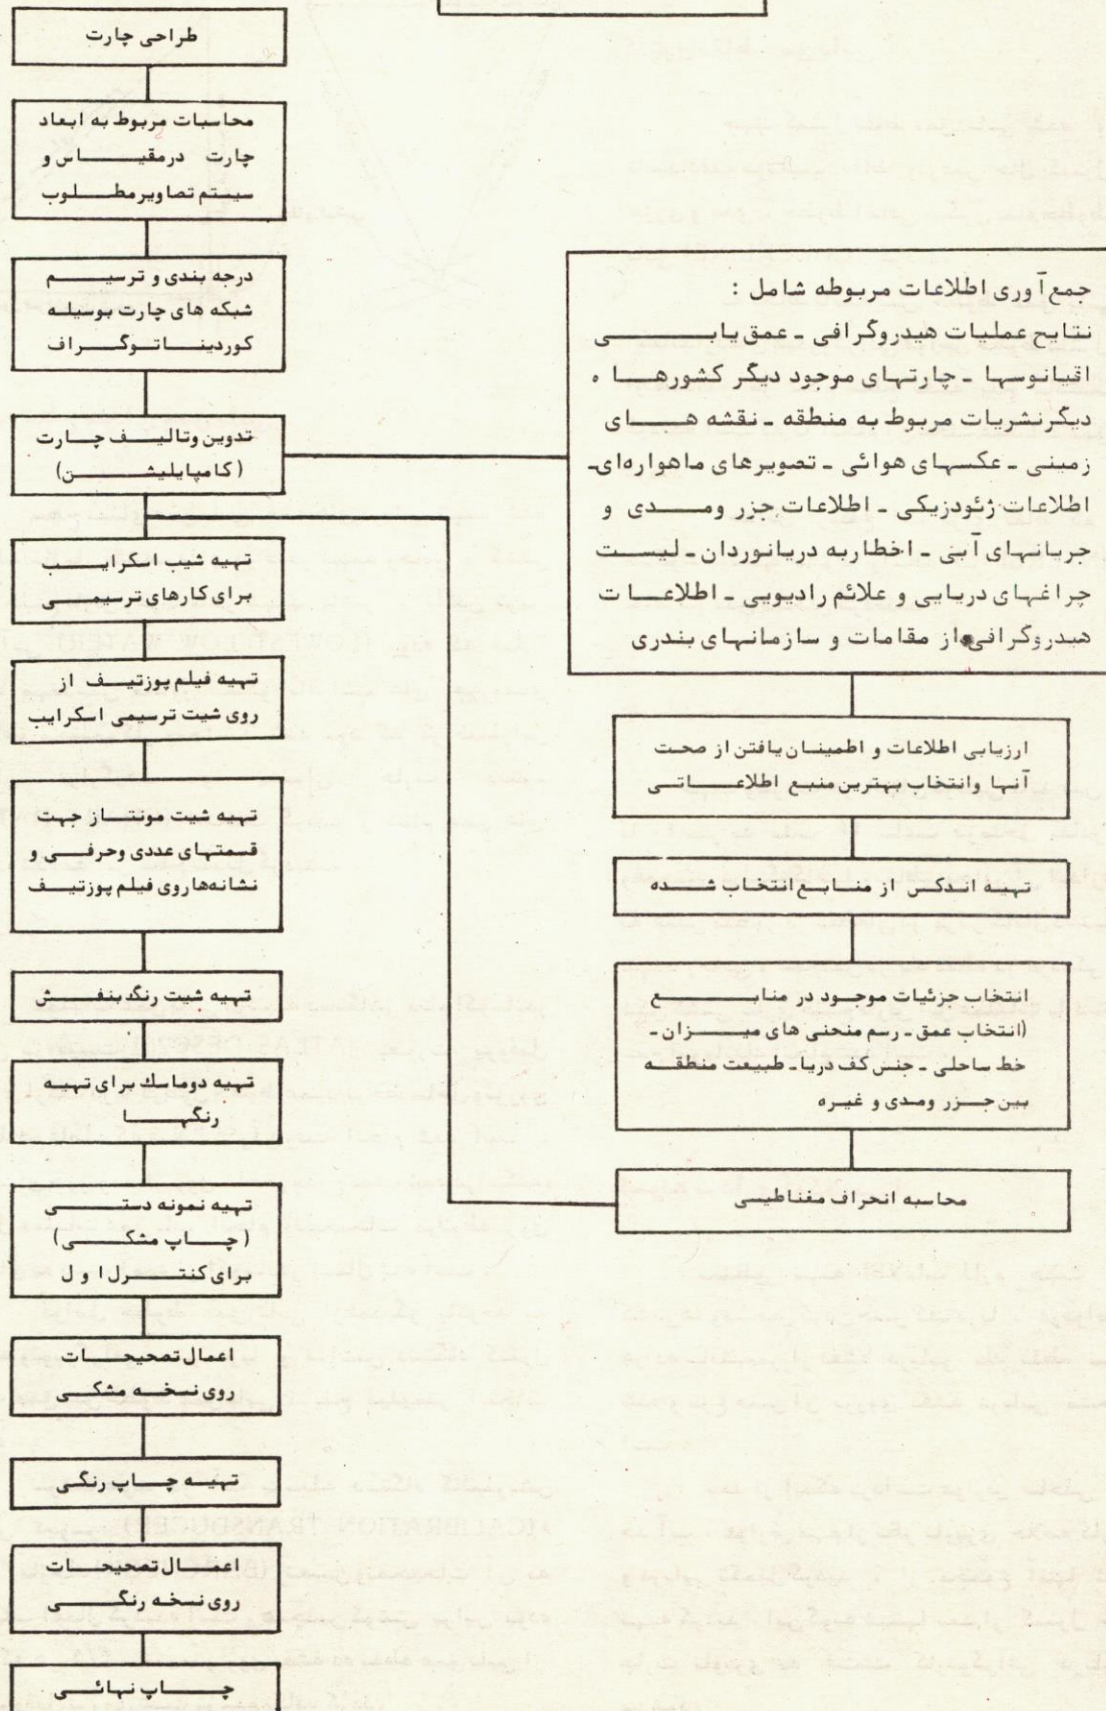 طراحی چارت
محاسبات مربوط به ابعاد
چارت درمقیاس و
سیستم تصاویرمطلوب
درجه بندی و ترسیم
شبکه های چارت بوسیله
کوردیناتوگراف
تدوین وتالیف چارت
(کامپایلیشن)
تهیه شیب اسکرایب
برای کارهای ترسیمی
تهیه فیلم پوزتیف از
روی شیت ترسیمی اسکرایب
تهیه شیت مونتاز جهت
قسمتهای عددی وحرفی و
نشانه‌هاروی فیلم پوزتیف
تهیه شیت رنگ بنفش
تهیه دوماسك برای تهیه
رنگها
تهیه نمونه دستی
(چاپ مشکی)
برای کنترل اول
اعمال تصحیحات
روی نسخه مشکی
تهیه چاپ رنگی
اعمال تصحیحات
روی نسخه رنگی
چاپ نهائی
جمع‌آوری اطلاعات مربوطه شامل :
نتایج عملیات هیدروگرافی ـ عمق یابی
اقیانوسها ـ چارتهای موجود دیگر کشورها ه
دیگرنشریات مربوط به منطقه ـ نقشه های
زمینی ـ عکسهای هوائی ـ تصویرهای ماهواره‌ای‌ـ
اطلاعات ژئودزیکی ـ اطلاعات جزر ومدی و
جریانهای آبی ـ اخطاربه دریانوردان ـ لیست
چراغهای دریایی و علائم رادیویی ـ اطلاعات
هیدروگرافی از مقامات و سازمانهای بندری
ارزیابی اطلاعات و اطمینان یافتن از صحت
آنها وانتخاب بهترین منبع اطلاعاتی
تهیه اندکس از منابع انتخاب شده
انتخاب جزئیات موجود در منابع
(انتخاب عمق ـ رسم منحنی های میزان ـ
خط ساحلی ـ جنس کف دریا ـ طبیعت منطقه
بین جزر ومدی و غیره
محاسبه انحراف مغناطیسی